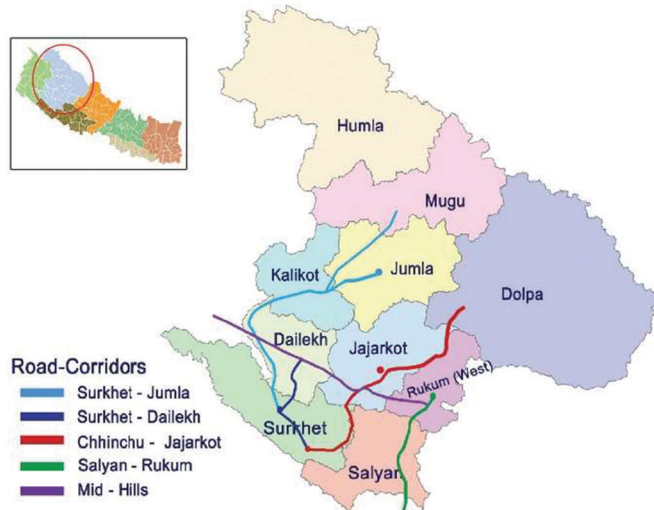 Humla
Mugu
Kalikot
Jumla
Dolpa
Dailekh
Jajarkot
Rukum (West)
Surkhet
Salyan
Road-Corridors
Surkhet - Jumla
Surkhet - Dailekh
Chhinchu - Jajarkot
Salyan - Rukum
Mid - Hills